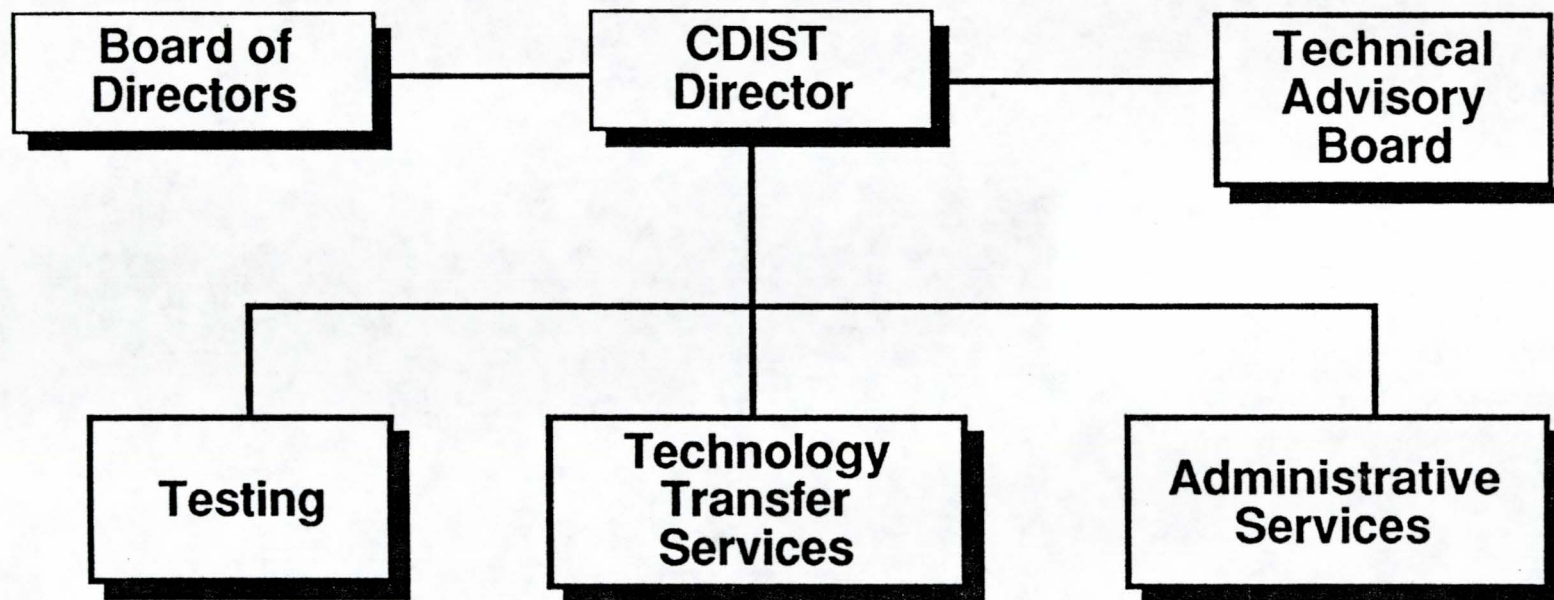 Board of
Directors
CDIST
Director
Technical
Advisory
Board
Testing
Technology
Transfer
Services
Administrative
Services